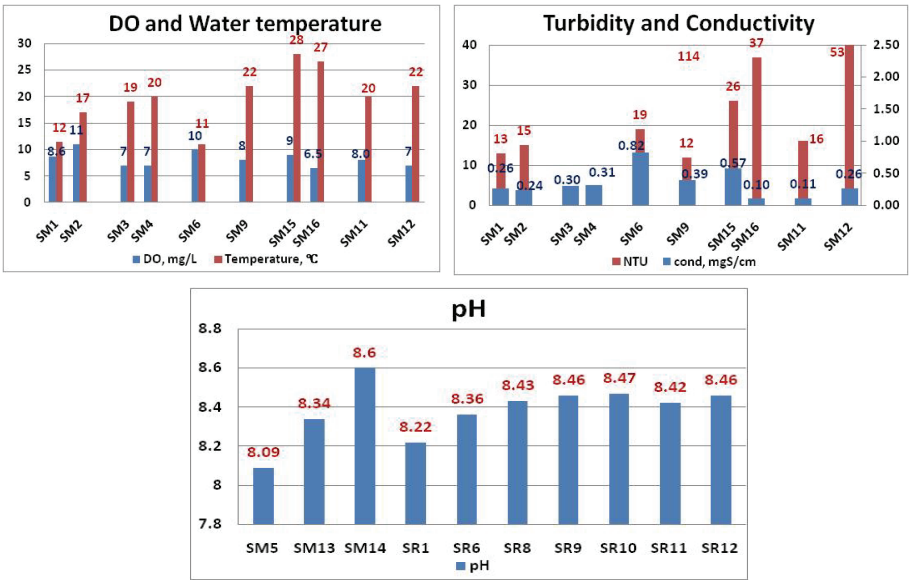 DO and Water temperature
30
25
20
15
10
5
0
8.6 12 11 17 7 19 7 20 10 11 8 22 9 28 6.5 27 8.0 20 7 22
SM1 SM2 SM3 SM4 SM6 SM9 SM15 SM16 SM11 SM12
DO, mg/L Temperature, °C
Turbidity and Conductivity
40
30
20
10
0
13 15 19 114 12 26 37 16 53
0.26 0.24 0.30 0.31 0.82 0.39 0.57 0.10 0.11 0.26
2.50
2.00
1.50
1.00
0.50
0.00
SM1 SM2 SM3 SM4 SM6 SM9 SM15 SM16 SM11 SM12
NTU cond, mgS/cm
pH
8.8
8.6
8.4
8.2
8
7.8
8.09 8.34 8.6 8.22 8.36 8.43 8.46 8.47 8.42 8.46
SM5 SM13 SM14 SR1 SR6 SR8 SR9 SR10 SR11 SR12
pH